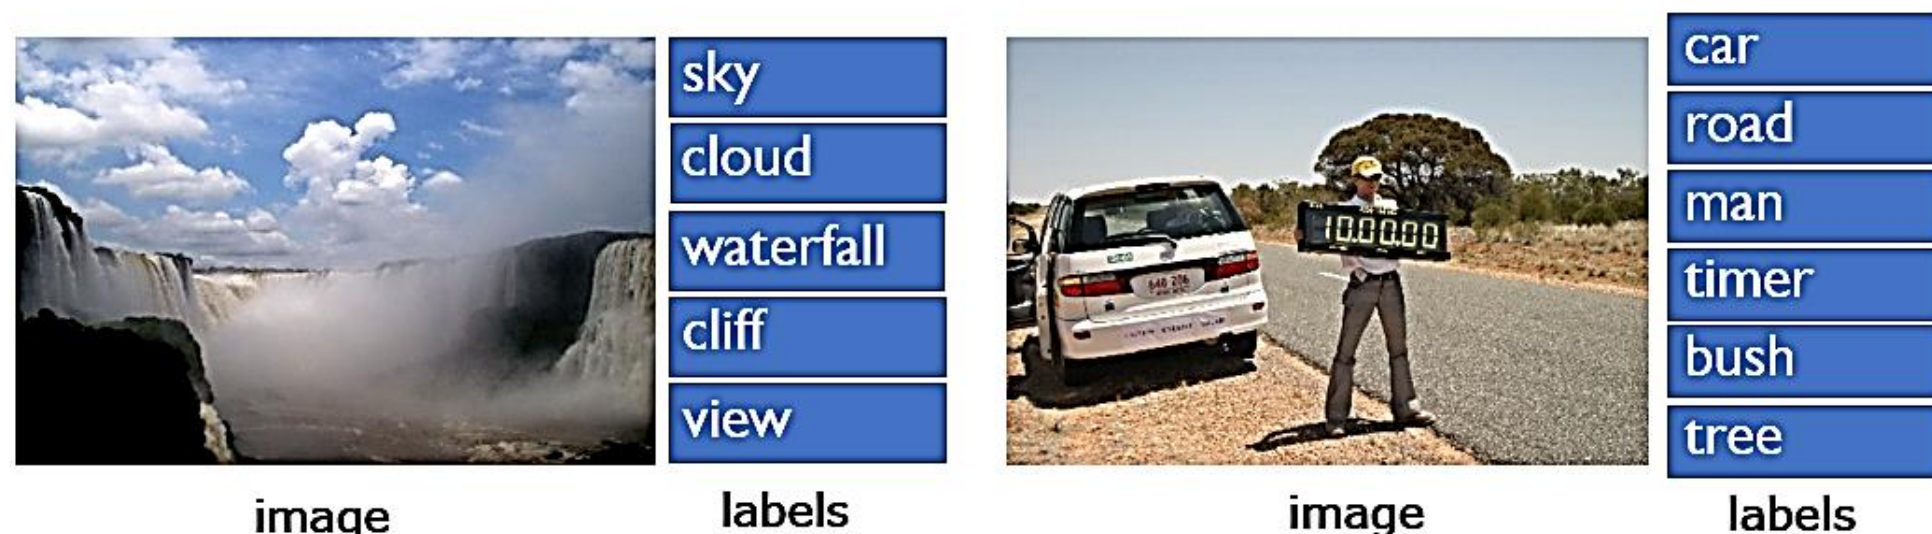 sky
cloud
waterfall
cliff
view
image
labels
10.00.00
car
road
man
timer
bush
tree
image
labels